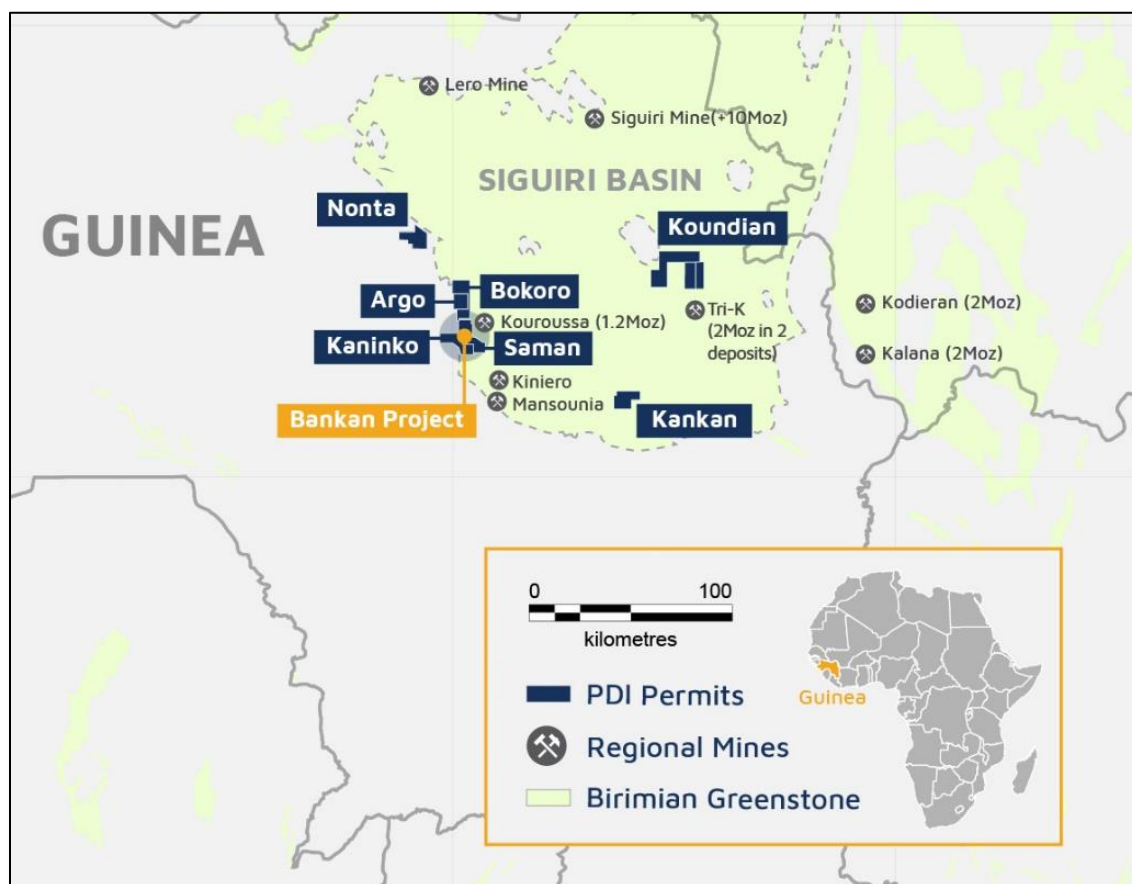 Lero Mine
Siguiri Mine(+10Moz)
SIGUIRI BASIN
Nonta
GUINEA
Koundian
Bokoro
Argo
Kodieran (2Moz)
Tri-K
(2Moz in 2
deposits)
Kouroussa (1.2Moz)
Kaninko
Saman
Kalana (2Moz)
Kiniero
Mansounia
Bankan Project
Kankan
0 100
kilometres
PDI Permits
Guinea
Regional Mines
Birimian Greenstone